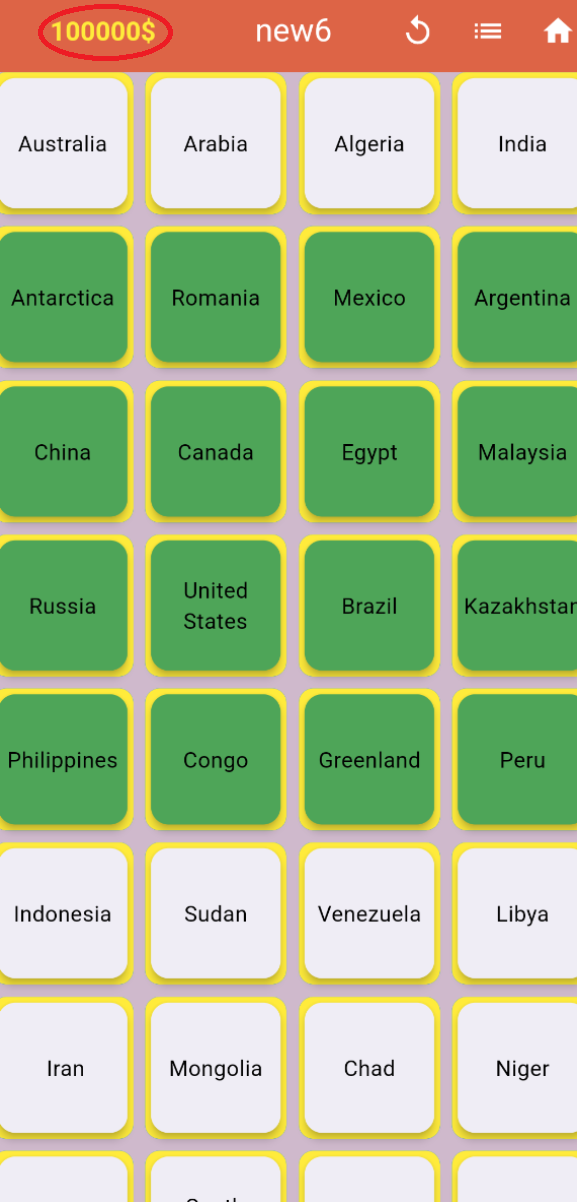 100000$ new6
Australia Arabia Algeria India
Antarctica Romania Mexico Argentina
China Canada Egypt Malaysia
Russia United States Brazil Kazakhstan
Philippines Congo Greenland Peru
Indonesia Sudan Venezuela Libya
Iran Mongolia Chad Niger